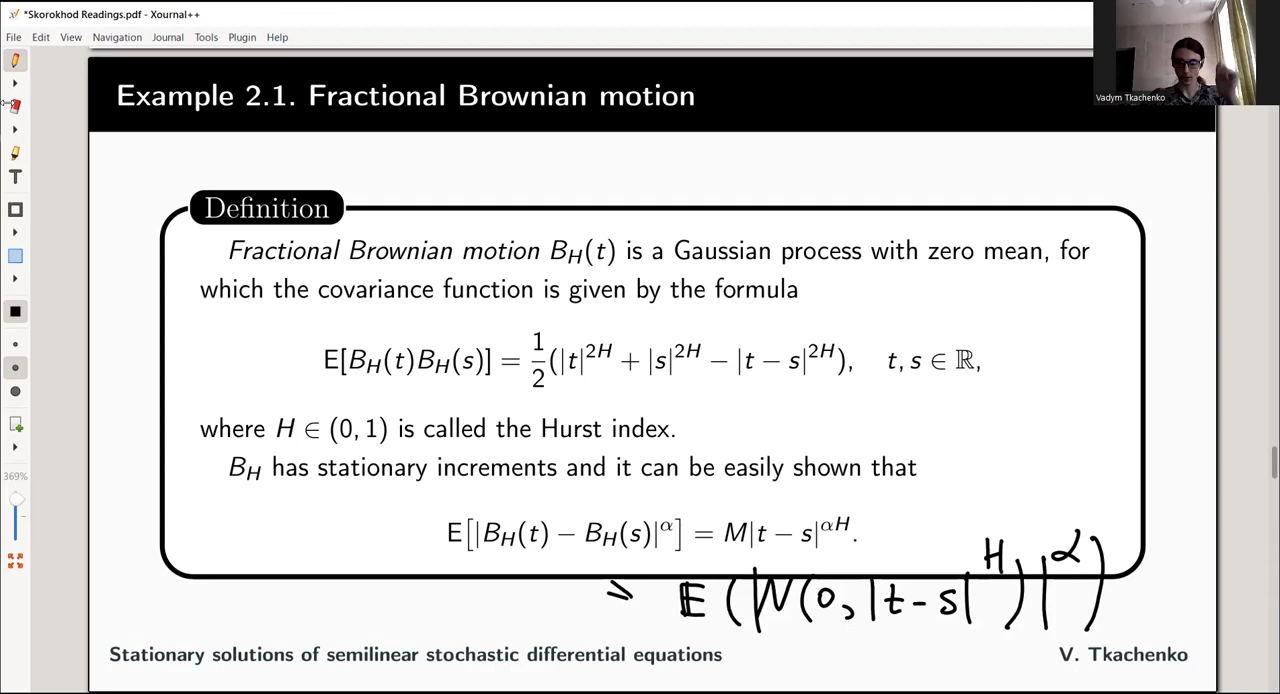 *Skorokhod Readings.pdf - Xournal++
File Edit View Navigation Journal Tools Plugin Help
Vadym Tkachenko
Example 2.1. Fractional Brownian motion
Definition
Fractional Brownian motion B_H(t) is a Gaussian process with zero mean, for
which the covariance function is given by the formula
E[B_H(t)B_H(s)] = 1/2(|t|^{2H} + |s|^{2H} − |t − s|^{2H}), t, s ∈ ℝ,
where H ∈ (0, 1) is called the Hurst index.
B_H has stationary increments and it can be easily shown that
E[|B_H(t) − B_H(s)|^α] = M|t − s|^{αH}.
𝔼(|N(0, |t-s|^H)|^α)
369%
Stationary solutions of semilinear stochastic differential equations V. Tkachenko